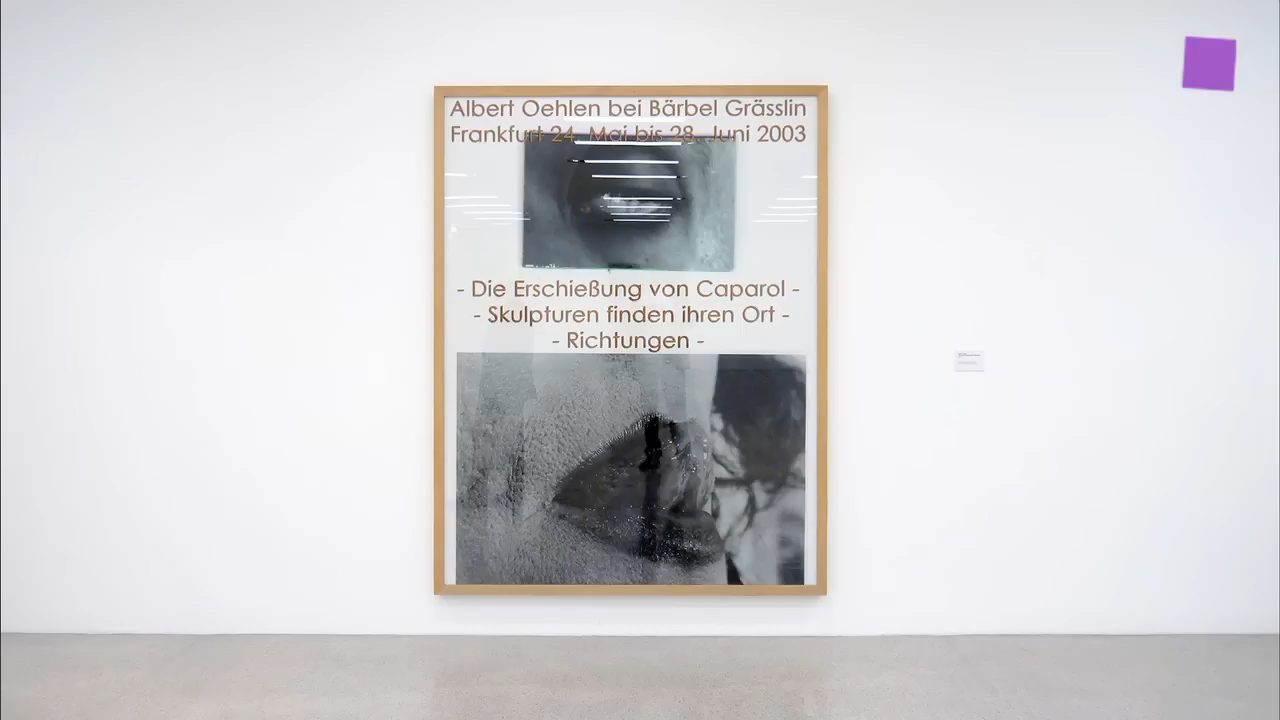 Albert Oehlen bei Bärbel Grässlin
Frankfurt 24. Mai bis 28. Juni 2003
- Die Erschießung von Caparol -
- Skulpturen finden ihren Ort -
- Richtungen -